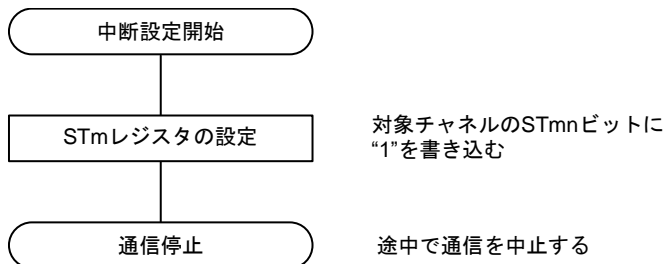 中断設定開始
STmレジスタの設定
対象チャネルのSTmnビットに
“1”を書き込む
通信停止
途中で通信を中止する